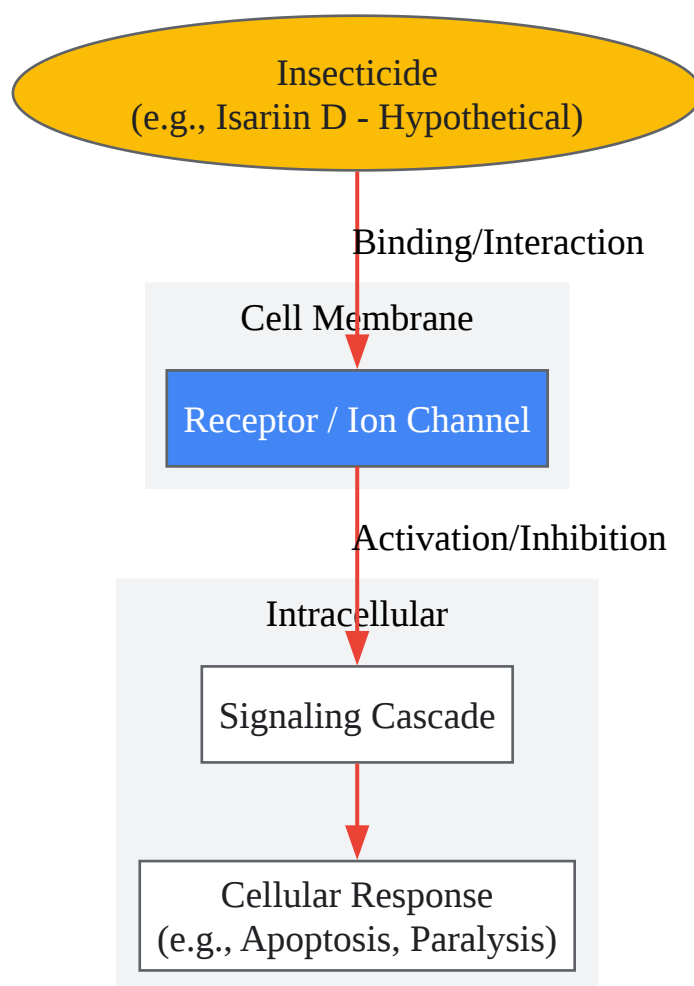 Insecticide
(e.g., Isariin D - Hypothetical)
Binding/Interaction
Cell Membrane
Receptor / Ion Channel
Activation/Inhibition
Intracellular
Signaling Cascade
Cellular Response
(e.g., Apoptosis, Paralysis)